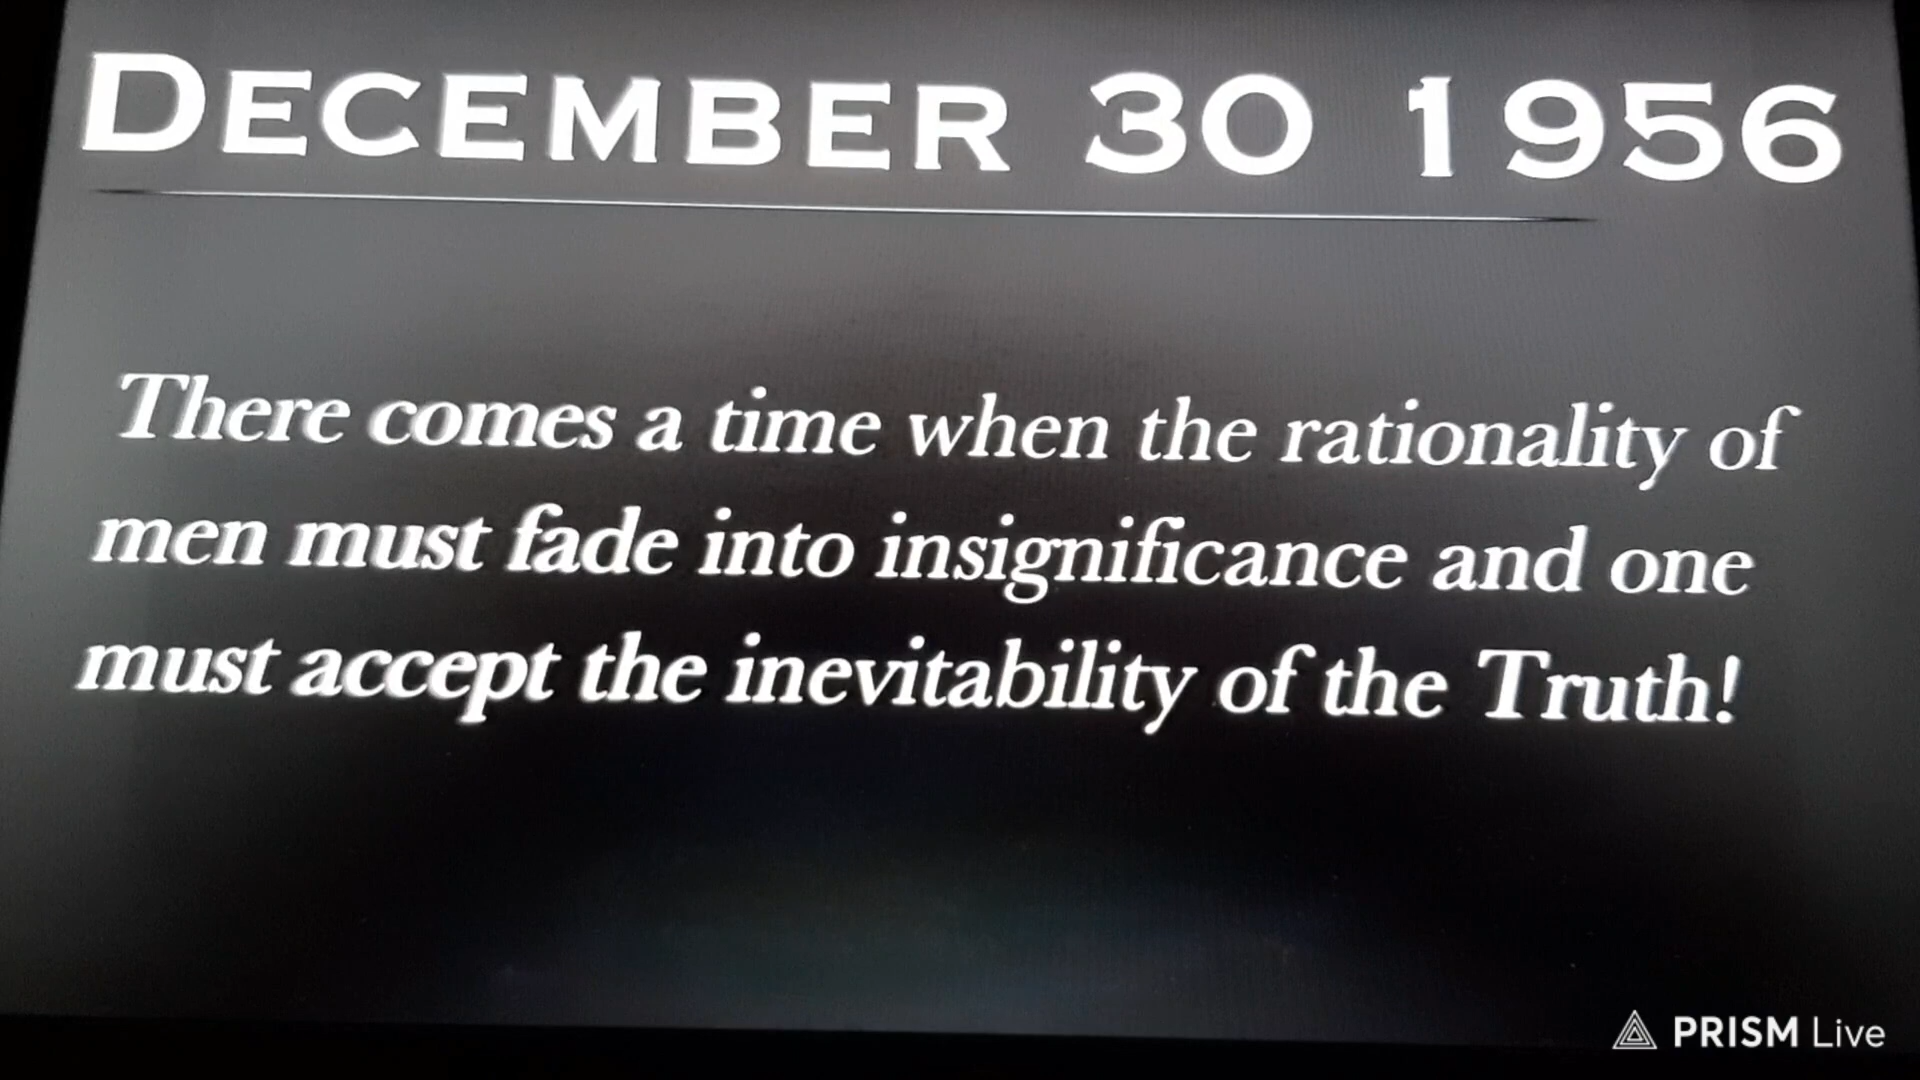 DECEMBER 30 1956
There comes a time when the rationality of
men must fade into insignificance and one
must accept the inevitability of the Truth!
PRISM Live